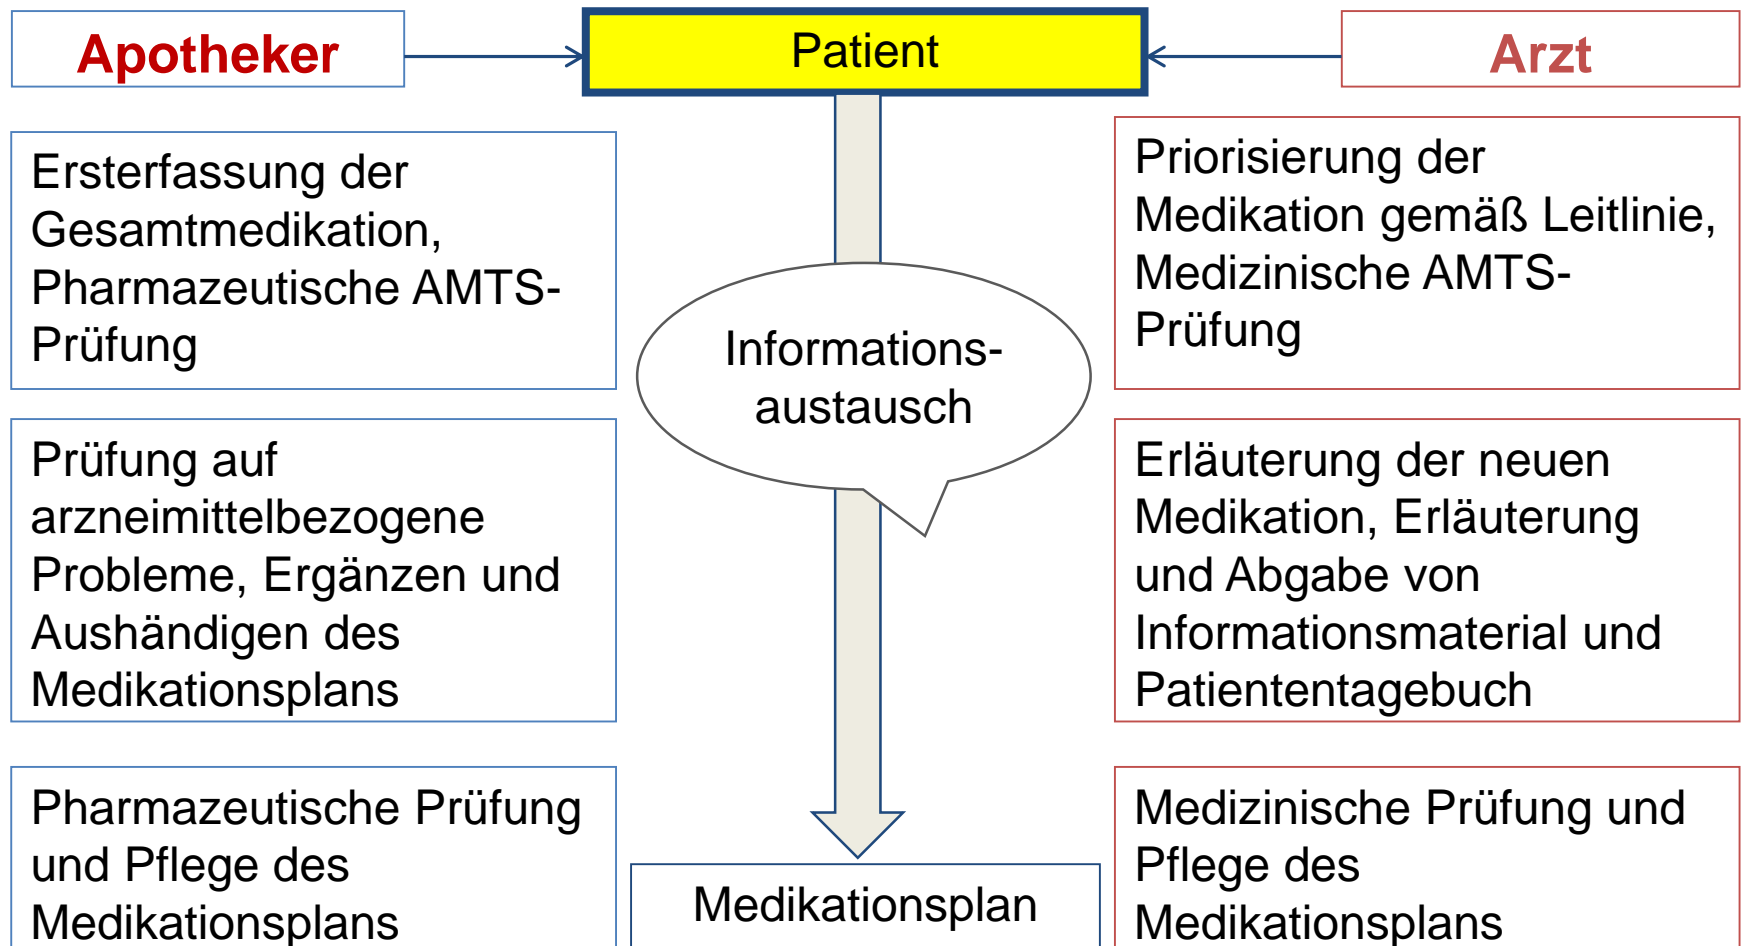 Apotheker
Patient
Arzt
Ersterfassung der
Gesamtmedikation,
Pharmazeutische AMTS-
Prüfung
Informations-
austausch
Priorisierung der
Medikation gemäß Leitlinie,
Medizinische AMTS-
Prüfung
Prüfung auf
arzneimittelbezogene
Probleme, Ergänzen und
Aushändigen des
Medikationsplans
Erläuterung der neuen
Medikation, Erläuterung
und Abgabe von
Informationsmaterial und
Patiententagebuch
Pharmazeutische Prüfung
und Pflege des
Medikationsplans
Medikationsplan
Medizinische Prüfung und
Pflege des
Medikationsplans